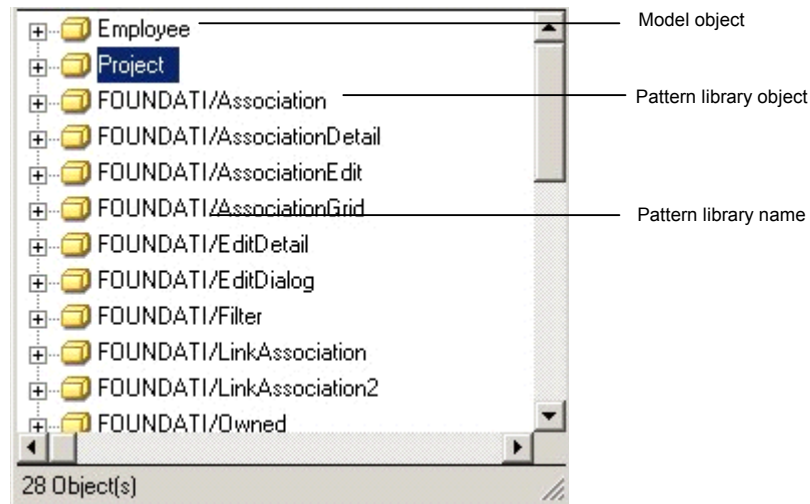 Employee
Model object
Project
FOUNDATI/Association
Pattern library object
FOUNDATI/AssociationDetail
FOUNDATI/AssociationEdit
FOUNDATI/AssociationGrid
Pattern library name
FOUNDATI/EditDetail
FOUNDATI/EditDialog
FOUNDATI/Filter
FOUNDATI/LinkAssociation
FOUNDATI/LinkAssociation2
FOUNDATI/Owned
28 Object(s)